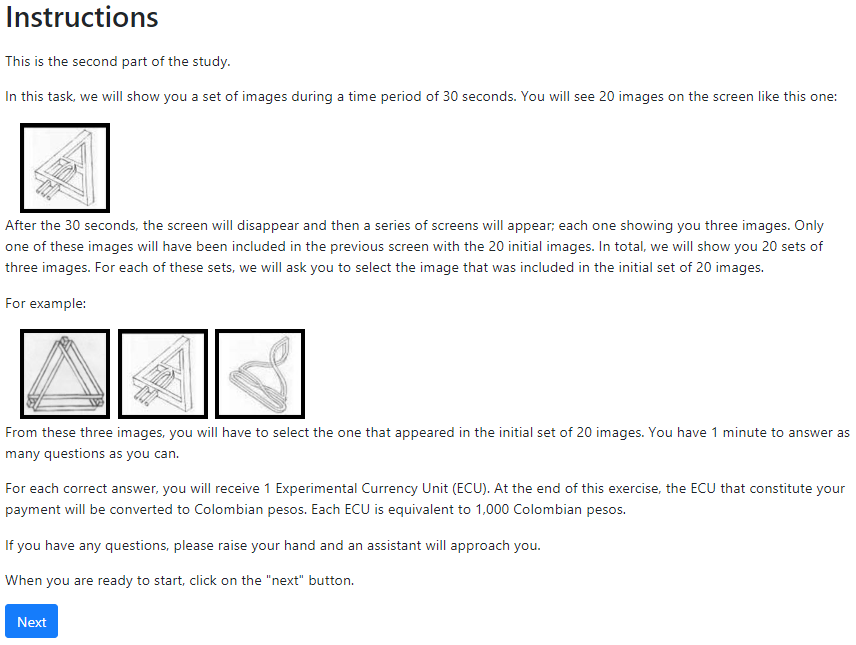 Instructions
This is the second part of the study.
In this task, we will show you a set of images during a time period of 30 seconds. You will see 20 images on the screen like this one:
After the 30 seconds, the screen will disappear and then a series of screens will appear; each one showing you three images. Only
one of these images will have been included in the previous screen with the 20 initial images. In total, we will show you 20 sets of
three images. For each of these sets, we will ask you to select the image that was included in the initial set of 20 images.
For example:
From these three images, you will have to select the one that appeared in the initial set of 20 images. You have 1 minute to answer as
many questions as you can.
For each correct answer, you will receive 1 Experimental Currency Unit (ECU). At the end of this exercise, the ECU that constitute your
payment will be converted to Colombian pesos. Each ECU is equivalent to 1,000 Colombian pesos.
If you have any questions, please raise your hand and an assistant will approach you.
When you are ready to start, click on the "next" button.
Next